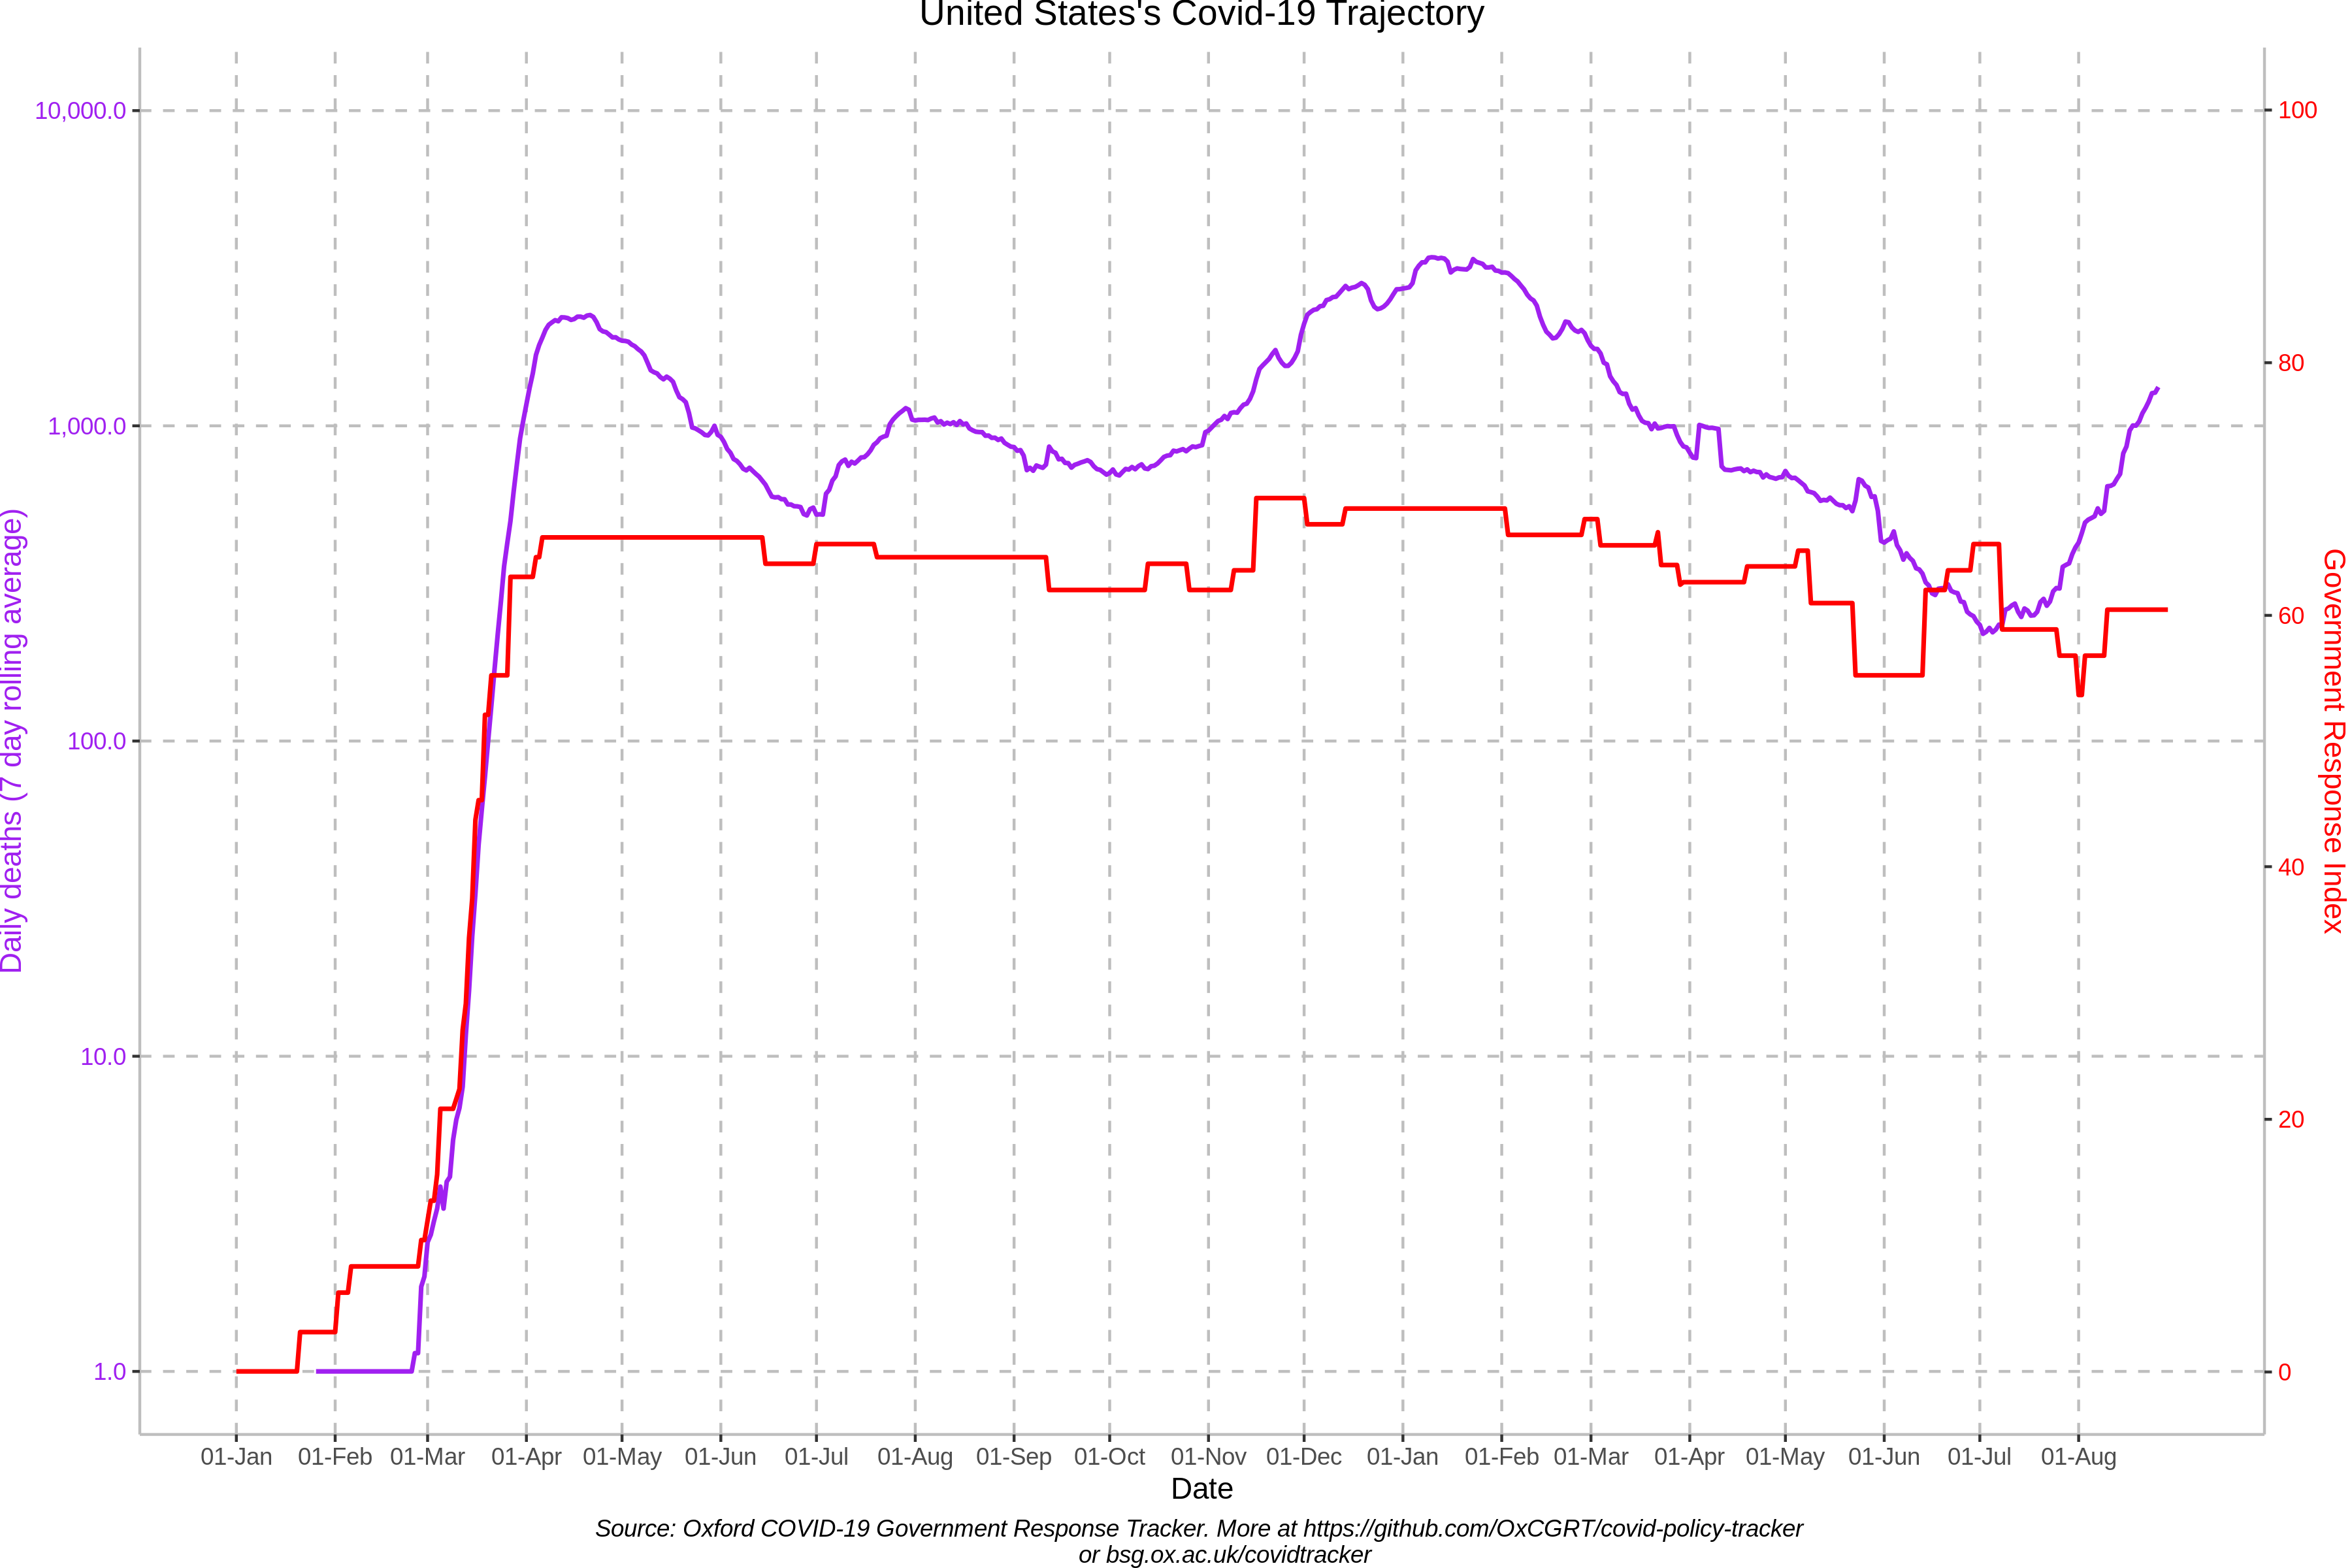 United States's Covid-19 Trajectory
10,000.0
1,000.0
100.0
10.0
1.0
Daily deaths (7 day rolling average)
100
80
60
40
20
0
Government Response Index
01-Jan 01-Feb 01-Mar 01-Apr 01-May 01-Jun 01-Jul 01-Aug 01-Sep 01-Oct 01-Nov 01-Dec 01-Jan 01-Feb 01-Mar 01-Apr 01-May 01-Jun 01-Jul 01-Aug
Date
Source: Oxford COVID-19 Government Response Tracker. More at https://github.com/OxCGRT/covid-policy-tracker
or bsg.ox.ac.uk/covidtracker